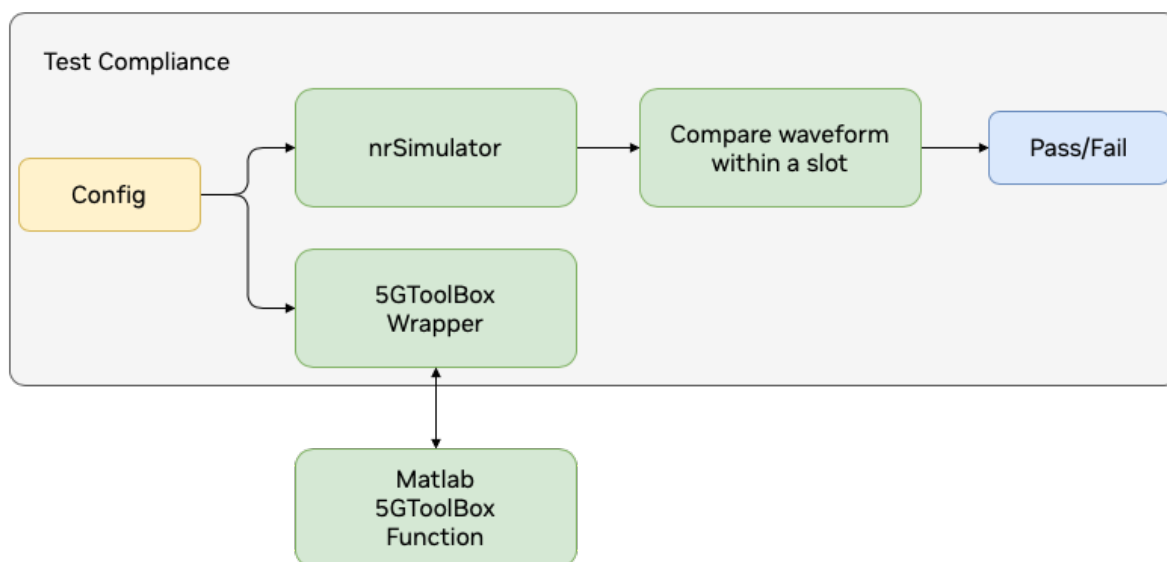 Test Compliance
nrSimulator
Compare waveform
within a slot
Pass/Fail
Config
5GToolBox
Wrapper
Matlab
5GToolBox
Function